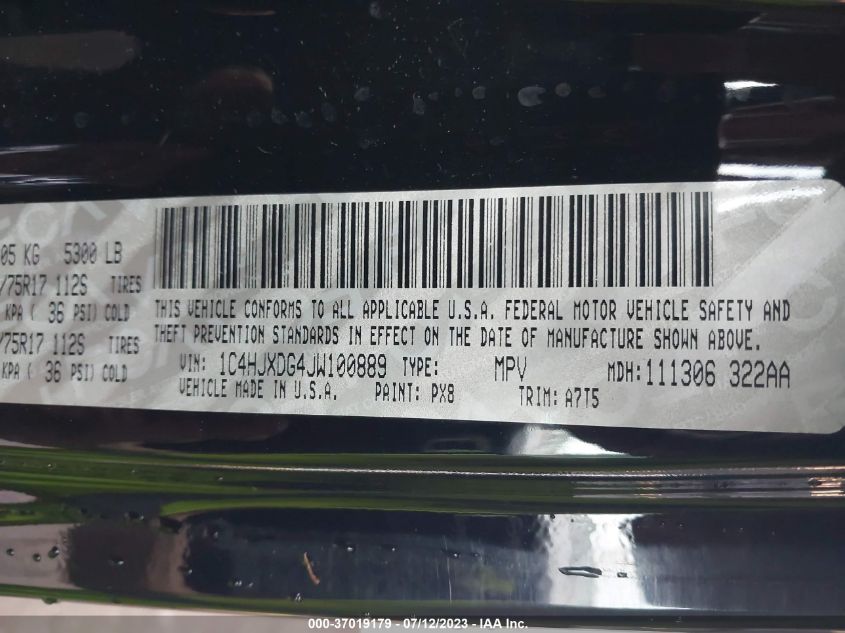 05 KG 5300 LB
/75R17 112S TIRES
KPA ( 36 PSI) COLD
/75R17 112S TIRES
KPA ( 36 PSI) COLD
THIS VEHICLE CONFORMS TO ALL APPLICABLE U.S.A. FEDERAL MOTOR VEHICLE SAFETY AND
THEFT PREVENTION STANDARDS IN EFFECT ON THE DATE OF MANUFACTURE SHOWN ABOVE.
VIN: 1C4HJXDG4JW100889 TYPE: MPV MDH:111306 322AA
VEHICLE MADE IN U.S.A. PAINT: PX8 TRIM: A7T5
000-37019179 - 07/12/2023 - IAA Inc.